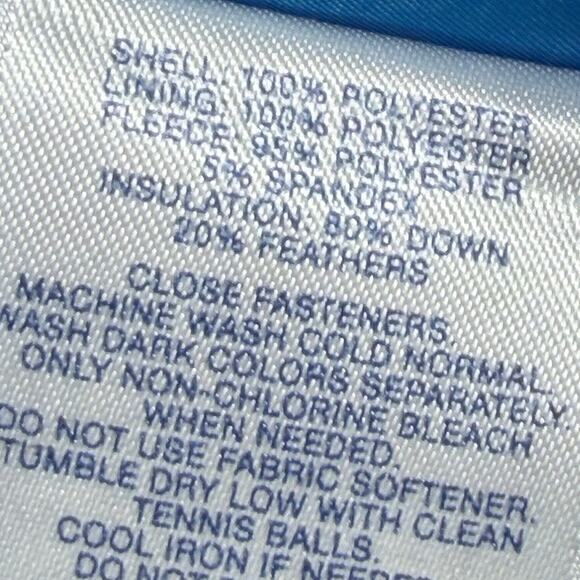 SHELL: 100% POLYESTER
LINING: 100% POLYESTER
FLEECE: 95% POLYESTER
5% SPANDEX
INSULATION: 80% DOWN
20% FEATHERS
CLOSE FASTENERS.
MACHINE WASH COLD NORMAL.
WASH DARK COLORS SEPARATELY.
ONLY NON-CHLORINE BLEACH
WHEN NEEDED.
DO NOT USE FABRIC SOFTENER.
TUMBLE DRY LOW WITH CLEAN
TENNIS BALLS.
COOL IRON IF
DO NOT